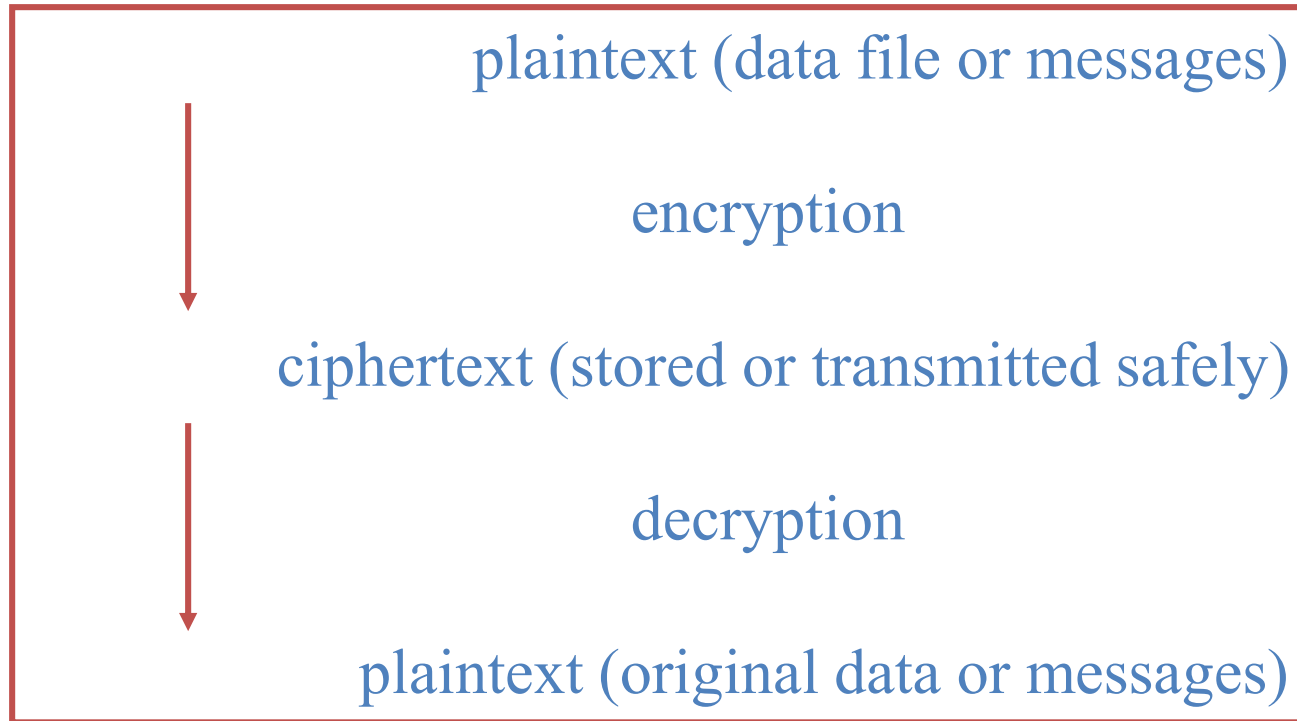 plaintext (data file or messages)
encryption
ciphertext (stored or transmitted safely)
decryption
plaintext (original data or messages)